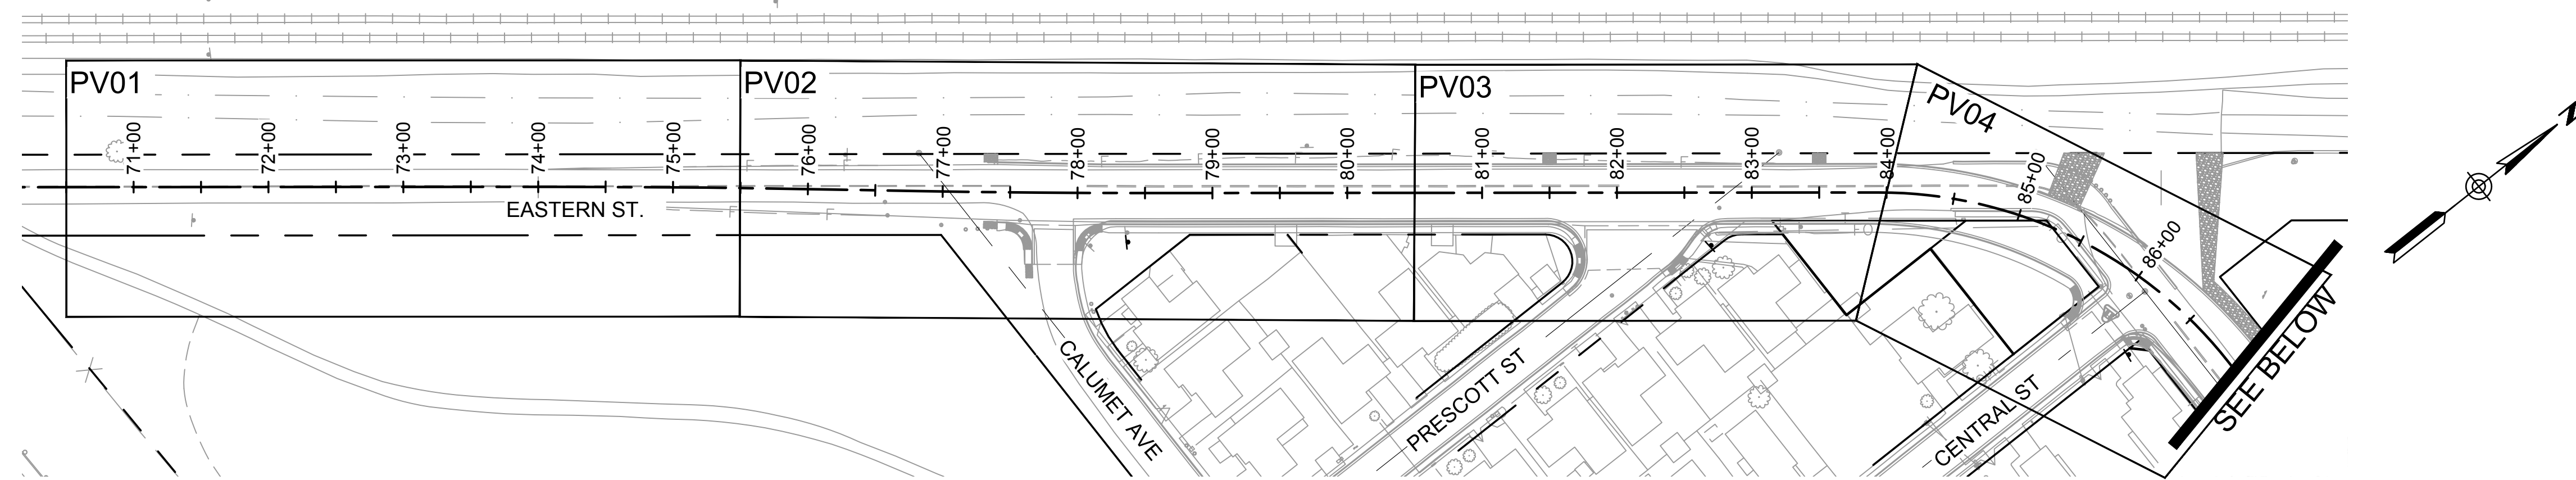 PV01
PV02
PV03
PV04
71+00
72+00
73+00
74+00
75+00
76+00
77+00
78+00
79+00
80+00
81+00
82+00
83+00
84+00
85+00
86+00
EASTERN ST.
CALUMET AVE
PRESCOTT ST
CENTRAL ST
SEE BELOW
N